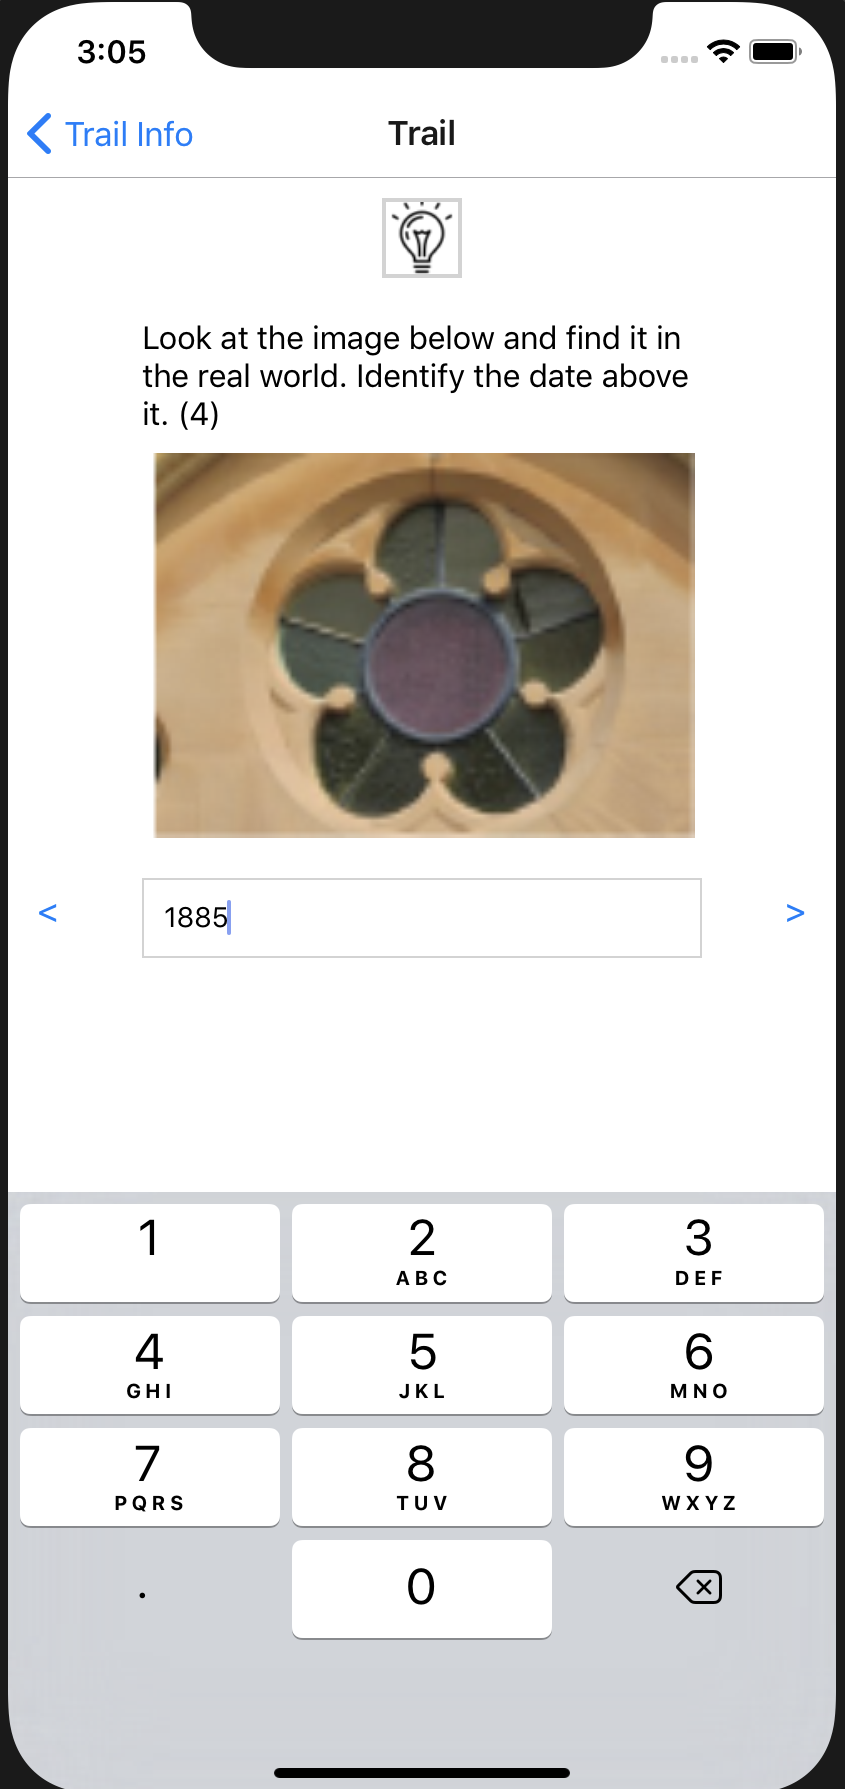 3:05
Trail Info
Trail
Look at the image below and find it in
the real world. Identify the date above
it. (4)
<
1885
>
1
2
ABC
3
DEF
4
GHI
5
JKL
6
MNO
7
PQRS
8
TUV
9
WXYZ
.
0